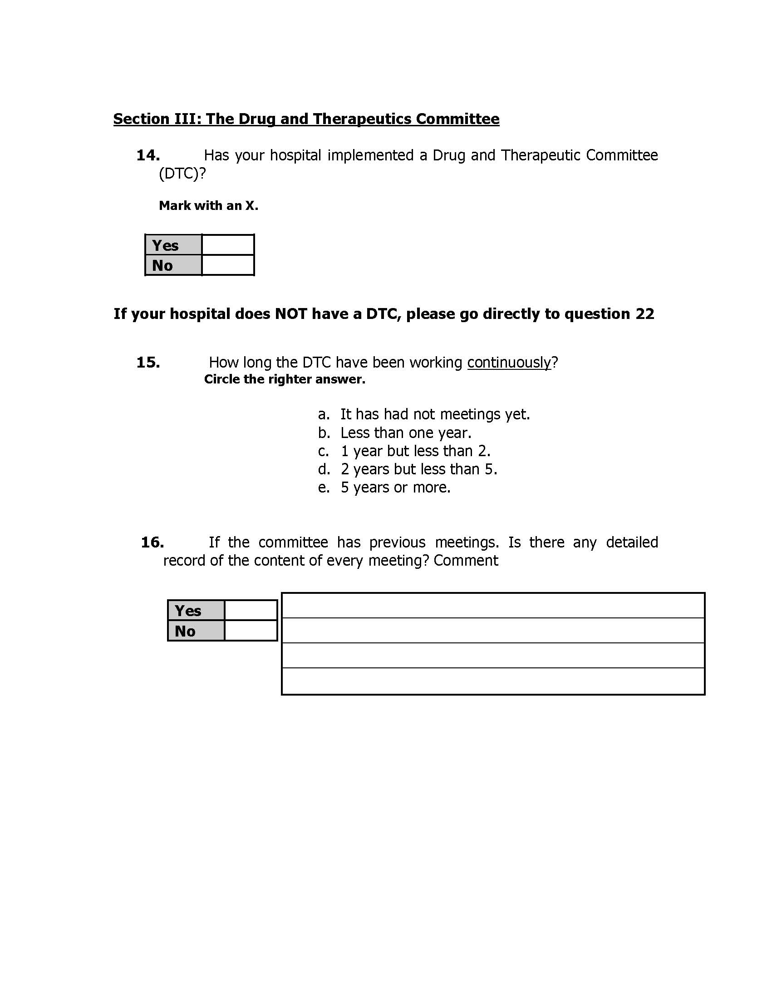 Section III: The Drug and Therapeutics Committee
14. Has your hospital implemented a Drug and Therapeutic Committee
(DTC)?
Mark with an X.
Yes
No
If your hospital does NOT have a DTC, please go directly to question 22
15. How long the DTC have been working continuously?
Circle the righter answer.
a. It has had not meetings yet.
b. Less than one year.
c. 1 year but less than 2.
d. 2 years but less than 5.
e. 5 years or more.
16. If the committee has previous meetings. Is there any detailed
record of the content of every meeting? Comment
Yes
No